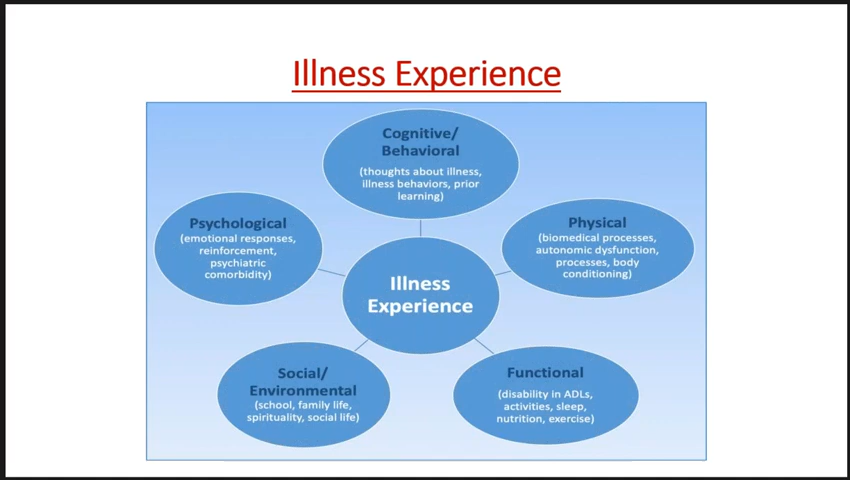 Illness Experience
Cognitive/
Behavioral
(thoughts about illness,
illness behaviors, prior
learning)
Psychological
(emotional responses,
reinforcement,
psychiatric
comorbidity)
Physical
(biomedical processes,
autonomic dysfunction,
processes, body
conditioning)
Illness
Experience
Social/
Environmental
(school, family life,
spirituality, social life)
Functional
(disability in ADLs,
activities, sleep,
nutrition, exercise)